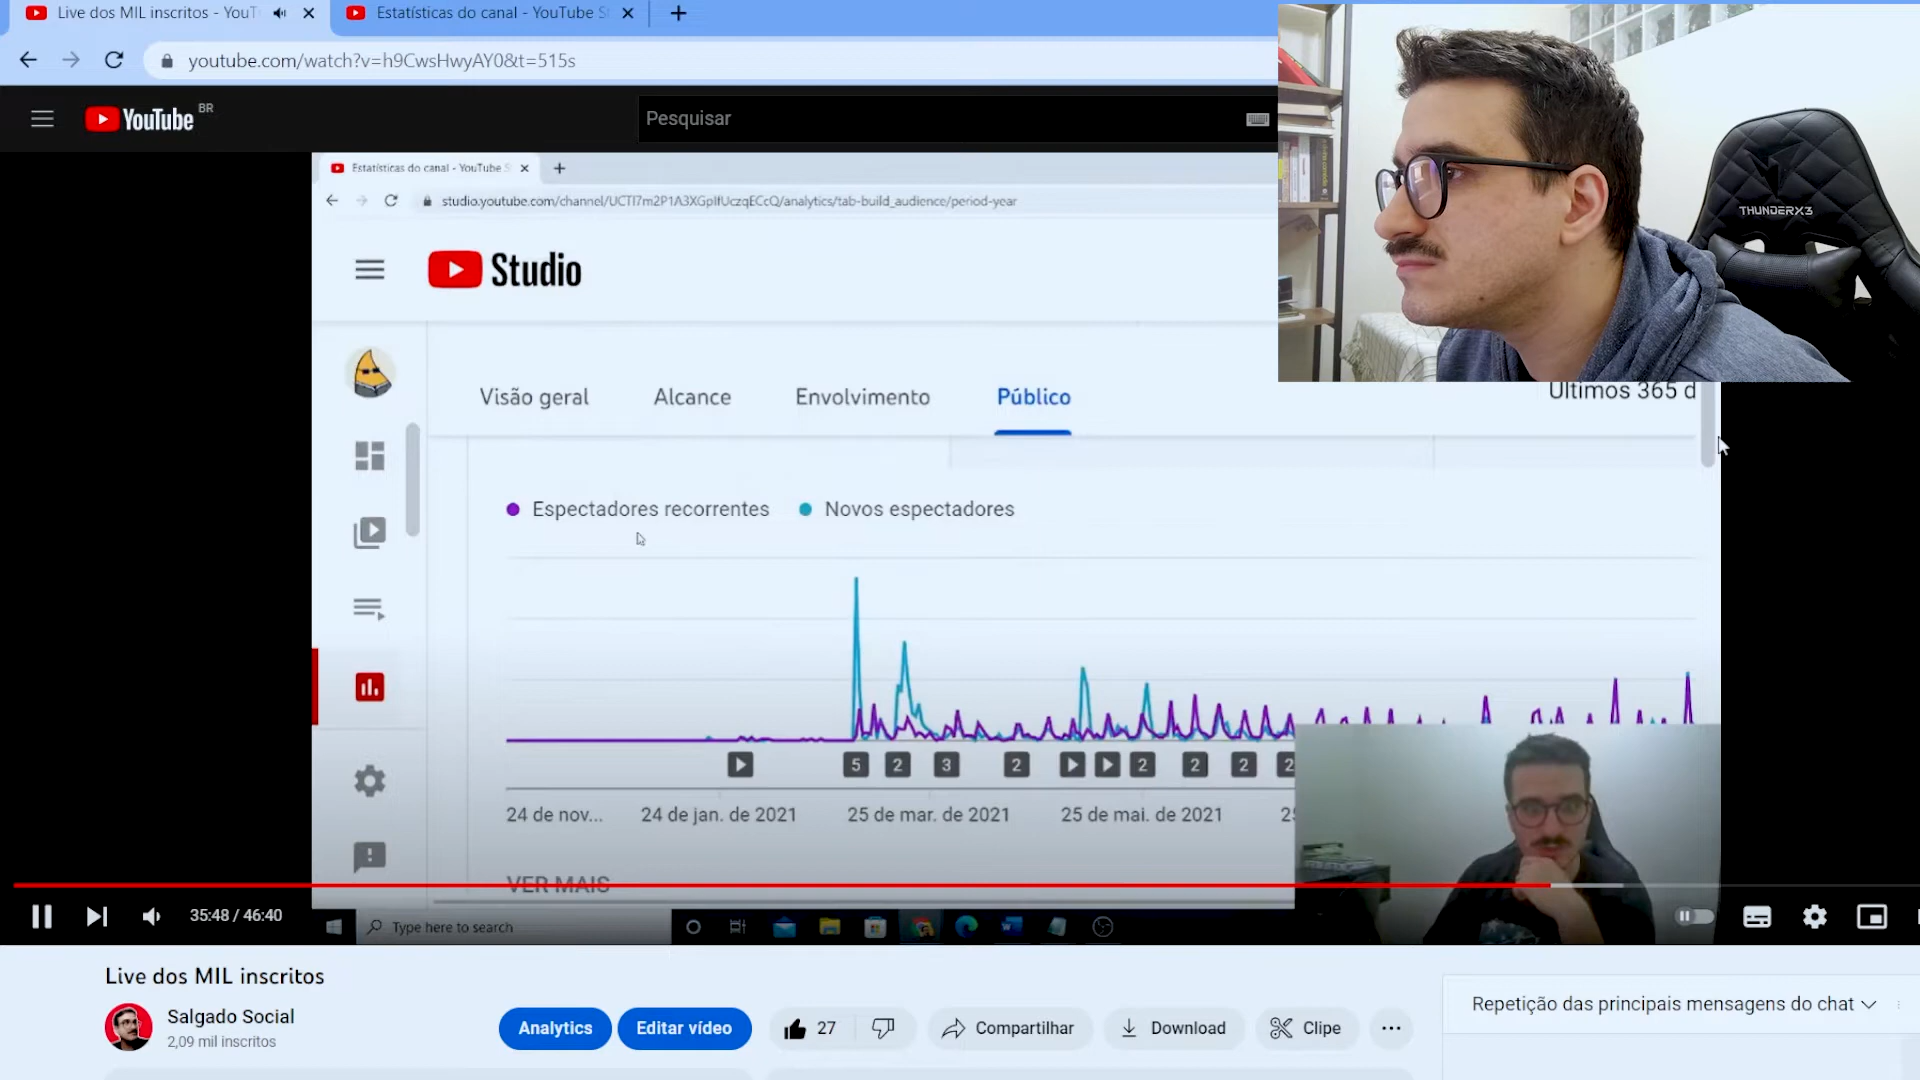 Live dos MIL inscritos - YouT
Estatísticas do canal - YouTube S
youtube.com/watch?v=h9CwsHwyAY0&t=515s
YouTube BR
Pesquisar
Estatísticas do canal - YouTube S
studio.youtube.com/channel/UCTI7m2P1A3XGpIfUczqECcQ/analytics/tab-build_audience/period-year
Studio
THUNDERX3
Visão geral
Alcance
Envolvimento
Público
Últimos 365 d
Espectadores recorrentes
Novos espectadores
5
2
3
2
2
2
2
2
24 de nov...
24 de jan. de 2021
25 de mar. de 2021
25 de mai. de 2021
VER MAIS
35:48 / 46:40
Type here to search
Live dos MIL inscritos
Salgado Social
2,09 mil inscritos
Analytics
Editar vídeo
27
Compartilhar
Download
Clipe
Repetição das principais mensagens do chat